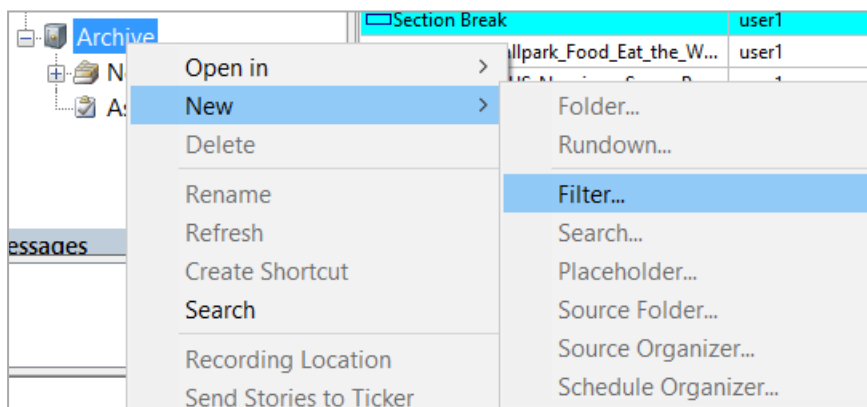 Section Break user1
Archive
llpark_Food_Eat_the_W... user1
Open in
New
Folder...
Delete
Rundown...
Rename
Filter...
Refresh
Search...
essages
Create Shortcut
Placeholder...
Search
Source Folder...
Recording Location
Source Organizer...
Send Stories to Ticker
Schedule Organizer...